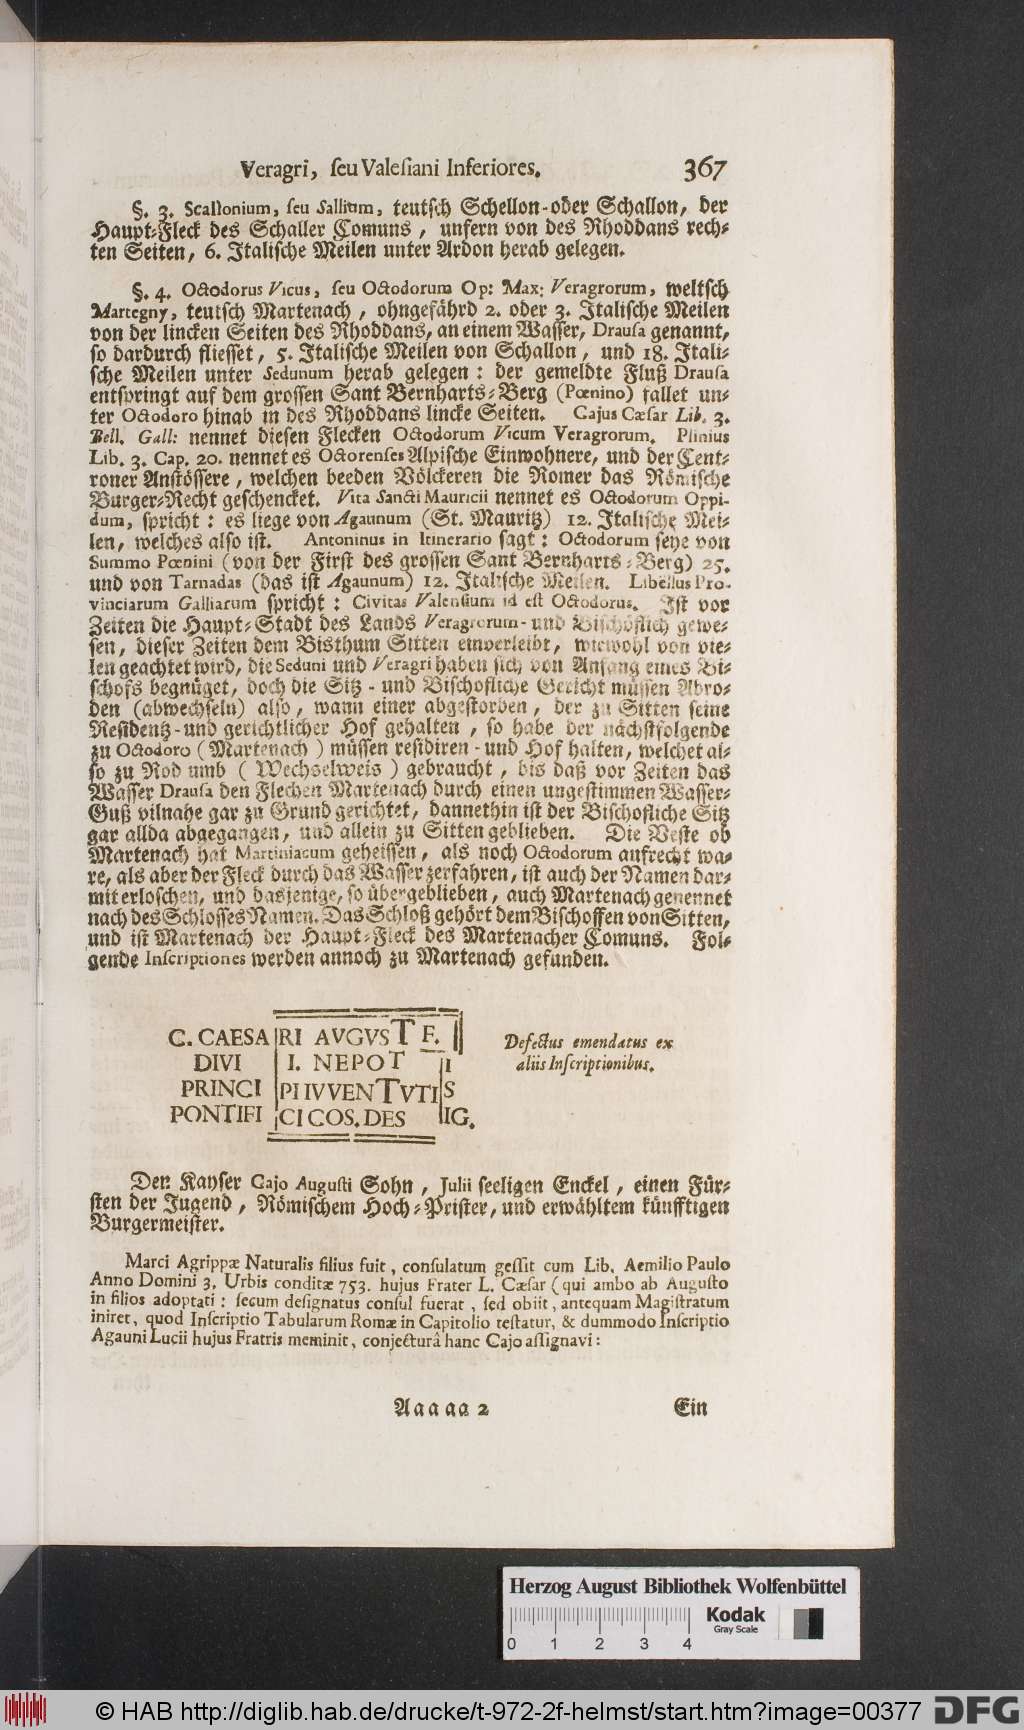 Veragri, ſeu Valeſiani Inferiores. 367
§. 3. Scallonium, ſeu Sallium, teutſch Schellon-oder Schallon, der
Haupt-Fleck des Schaller Comuns, unfern von des Rhoddans rech-
ten Seiten, 6. Italiſche Meilen unter Ardon herab gelegen.
§. 4. Octodorus Vicus, ſeu Octodorum Op: Max: Veragrorum, weltſch
Martegny, teutſch Martenach, ohngefährd 2. oder 3. Italiſche Meilen
von der lincken Seiten des Rhoddans, an einem Waſſer, Drauſa genannt,
ſo dardurch flieſſet, 5. Italiſche Meilen von Schallon, und 18. Itali-
ſche Meilen unter Sedunum herab gelegen: der gemeldte Fluß Drauſa
entſpringt auf dem groſſen Sant Bernharts-Berg (Pœnino) fallet un-
ter Octodoro hinab in des Rhoddans lincke Seiten. Cajus Cæſar Lib. 3.
Bell. Gall: nennet dieſen Flecken Octodorum Vicum Veragrorum. Plinius
Lib. 3. Cap. 20. nennet es Octorenſes Alpiſche Einwohnere, und der Cent-
roner Anſtöſſere, welchen beeden Völckeren die Romer das Römiſche
Burger-Recht geſchencket. Vita Sancti Mauricii nennet es Octodorum Oppi-
dum, ſpricht: es liege von Agaunum (St. Mauritz) 12. Italiſche Mei-
len, welches alſo iſt. Antoninus in Itinerario ſagt: Octodorum ſeye von
Summo Pœnini (von der Firſt des groſſen Sant Bernharts-Berg) 25.
und von Tarnadas (das iſt Agaunum) 12. Italiſche Meilen. Libellus Pro-
vinciarum Galliarum ſpricht: Civitas Valenſium id eſt Octodorus. Iſt vor
Zeiten die Haupt-Stadt des Lands Veragrorum- und Biſchöflich gewe-
ſen, dieſer Zeiten dem Bisthum Sitten einverleibt, wiewohl von vie-
len geachtet wird, die Seduni und Veragri haben ſich von Anfang eines Bi-
ſchofs begnüget, doch die Sitz- und Biſchofliche Gericht müſſen Abro-
den (abwechſeln) alſo, wann einer abgeſtorben, der zu Sitten ſeine
Reſidentz-und gerichtlicher Hof gehalten, ſo habe der nächſtfolgende
zu Octodoro (Martenach) müſſen reſidiren-und Hof halten, welchet al-
ſo zu Rod umb (Wechſelweis) gebraucht, bis daß vor Zeiten das
Waſſer Drauſa den Flechen Martenach durch einen ungeſtimmen Waſſer-
Guß vilnahe gar zu Grund gerichtet, dannethin iſt der Biſchofliche Sitz
gar allda abgegangen, und allein zu Sitten geblieben. Die Veſte ob
Martenach hat Martiniacum geheiſſen, als noch Octodorum aufrecht wa-
re, als aber der Fleck durch das Waſſer zerfahren, iſt auch der Namen dar-
mit erloſchen, und dasjenige, ſo übergeblieben, auch Martenach genennet
nach des Schloſſes Namen. Das Schloß gehört dem Biſchoffen von Sitten,
und iſt Martenach der Haupt-Fleck des Martenacher Comuns. Fol-
gende Inſcriptiones werden annoch zu Martenach gefunden.
C. CAESA RI AVGVST F.
DIVI I. NEPOT I
PRINCI PI IVVENTVTI S
PONTIFI CI COS. DES IG.
Defectus emendatus ex
aliis Inſcriptionibus.
Den Kayſer Cajo Auguſti Sohn, Julii ſeeligen Enckel, einen Für-
ſten der Jugend, Römiſchem Hoch-Priſter, und erwähltem künfftigen
Burgermeiſter.
Marci Agrippæ Naturalis filius fuit, conſulatum geſſit cum Lib. Aemilio Paulo
Anno Domini 3. Urbis conditæ 753. hujus Frater L. Cæſar (qui ambo ab Auguſto
in filios adoptati: ſecum deſignatus conſul fuerat, ſed obiit, antequam Magiſtratum
iniret, quod Inſcriptio Tabularum Romæ in Capitolio teſtatur, & dummodo Inſcriptio
Agauni Lucii hujus Fratris meminit, conjecturâ hanc Cajo aſſignavi:
Aaaaa 2 Ein
Herzog August Bibliothek Wolfenbüttel
Kodak
Gray Scale
0 1 2 3 4
© HAB http://diglib.hab.de/drucke/t-972-2f-helmst/start.htm?image=00377 DFG